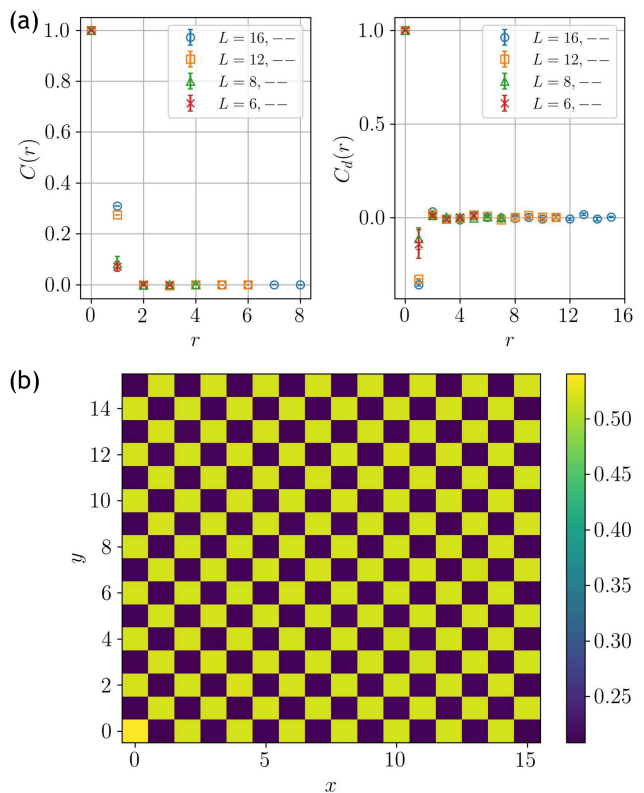 (a)
1.0
0.8
0.6
0.4
0.2
0.0
C(r)
0 2 4 6 8
r
L = 16, −−
L = 12, −−
L = 8, −−
L = 6, −−
1.0
0.5
0.0
C_d(r)
0 4 8 12 16
r
L = 16, −−
L = 12, −−
L = 8, −−
L = 6, −−
(b)
14
12
10
8
6
4
2
0
y
0 5 10 15
x
0.50
0.45
0.40
0.35
0.30
0.25